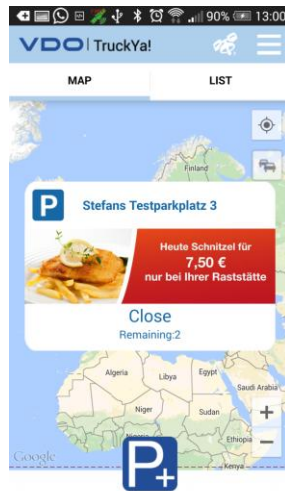 90% 13:00
VDO TruckYa!
MAP LIST
Finland
P Stefans Testparkplatz 3
Heute Schnitzel für
7,50 €
nur bei Ihrer Raststätte
Close
Remaining:2
Algeria Libya Egypt
Saudi Arabia
Niger Sudan
+
Ethiopia
−
Google
Kenya
P+